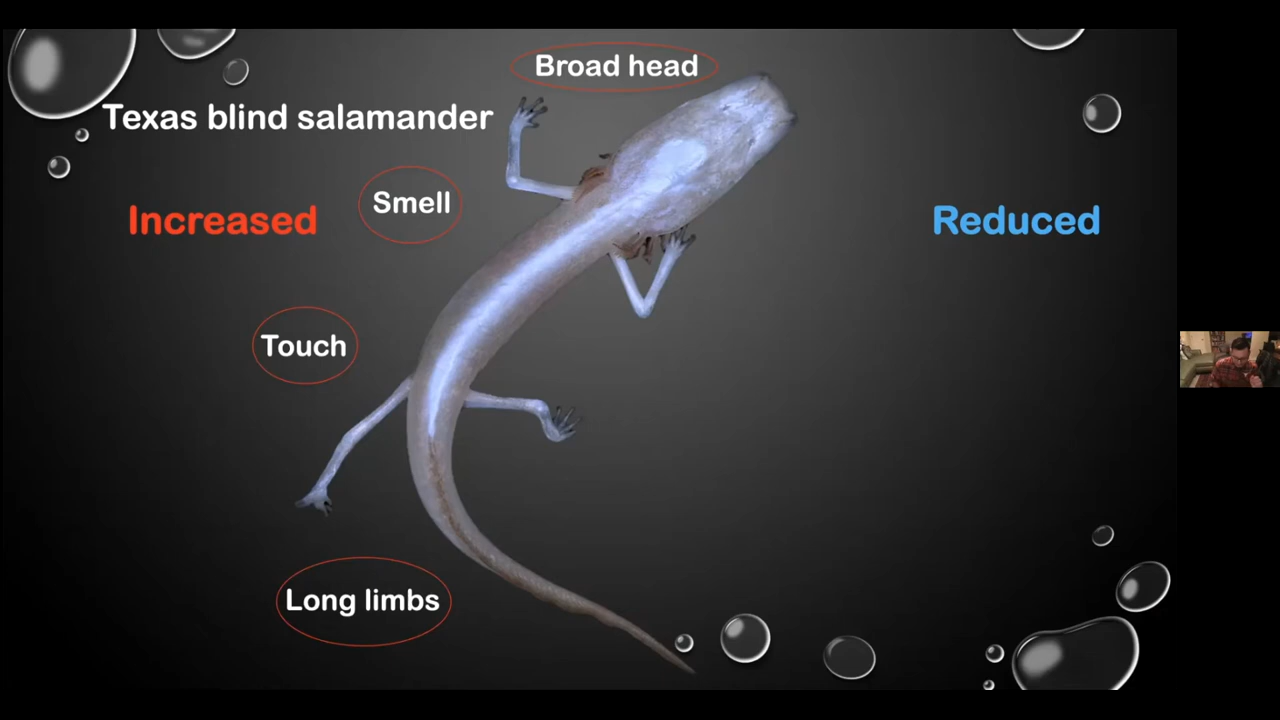 Broad head
Texas blind salamander
Smell
Increased
Reduced
Touch
Long limbs